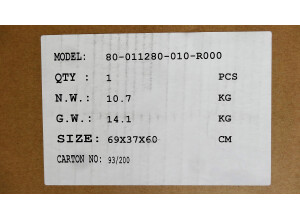 MODEL: 80-011280-010-R000
QTY : 1 PCS
N.W.: 10.7 KG
G.W.: 14.1 KG
SIZE: 69X37X60 CM
CARTON NO: 93/200